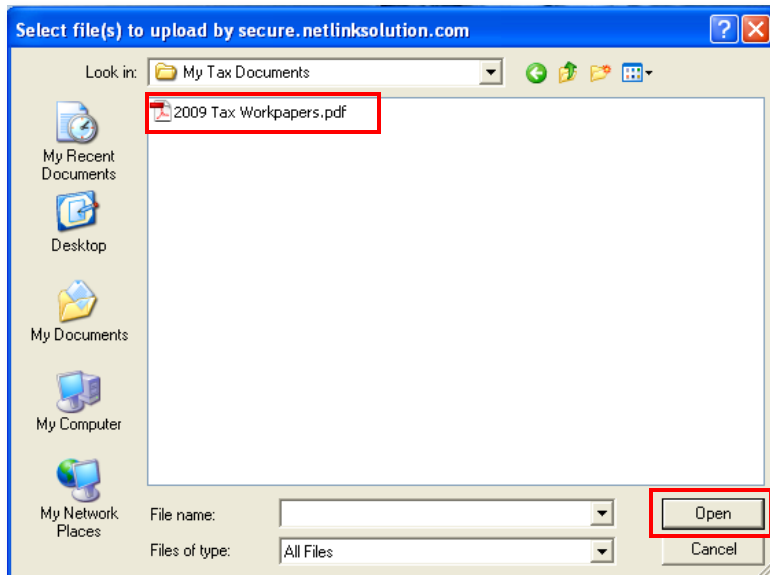 Select file(s) to upload by secure.netlinksolution.com
Look in:
My Tax Documents
2009 Tax Workpapers.pdf
My Recent
Documents
Desktop
My Documents
My Computer
My Network
Places
File name:
Open
Files of type:
All Files
Cancel